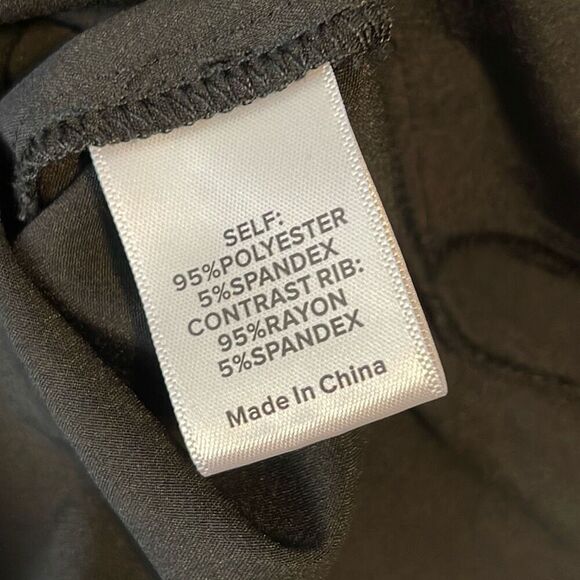 SELF:
95%POLYESTER
5%SPANDEX
CONTRAST RIB:
95%RAYON
5%SPANDEX
Made In China